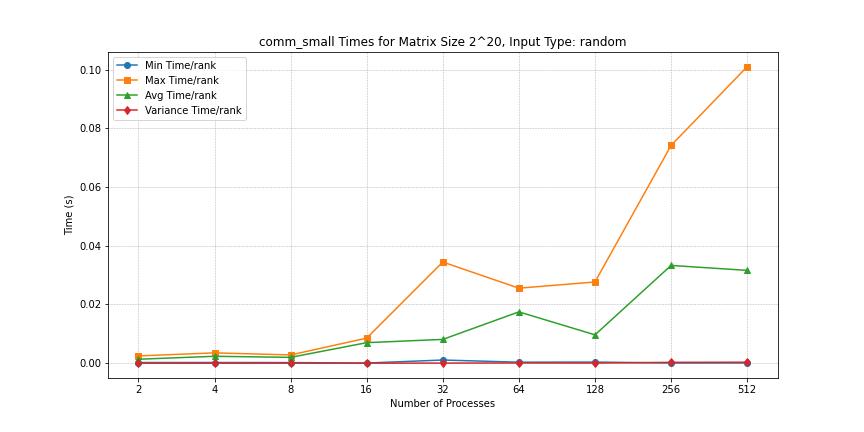 comm_small Times for Matrix Size 2^20, Input Type: random
Min Time/rank
Max Time/rank
Avg Time/rank
Variance Time/rank
Time (s)
0.10
0.08
0.06
0.04
0.02
0.00
2 4 8 16 32 64 128 256 512
Number of Processes